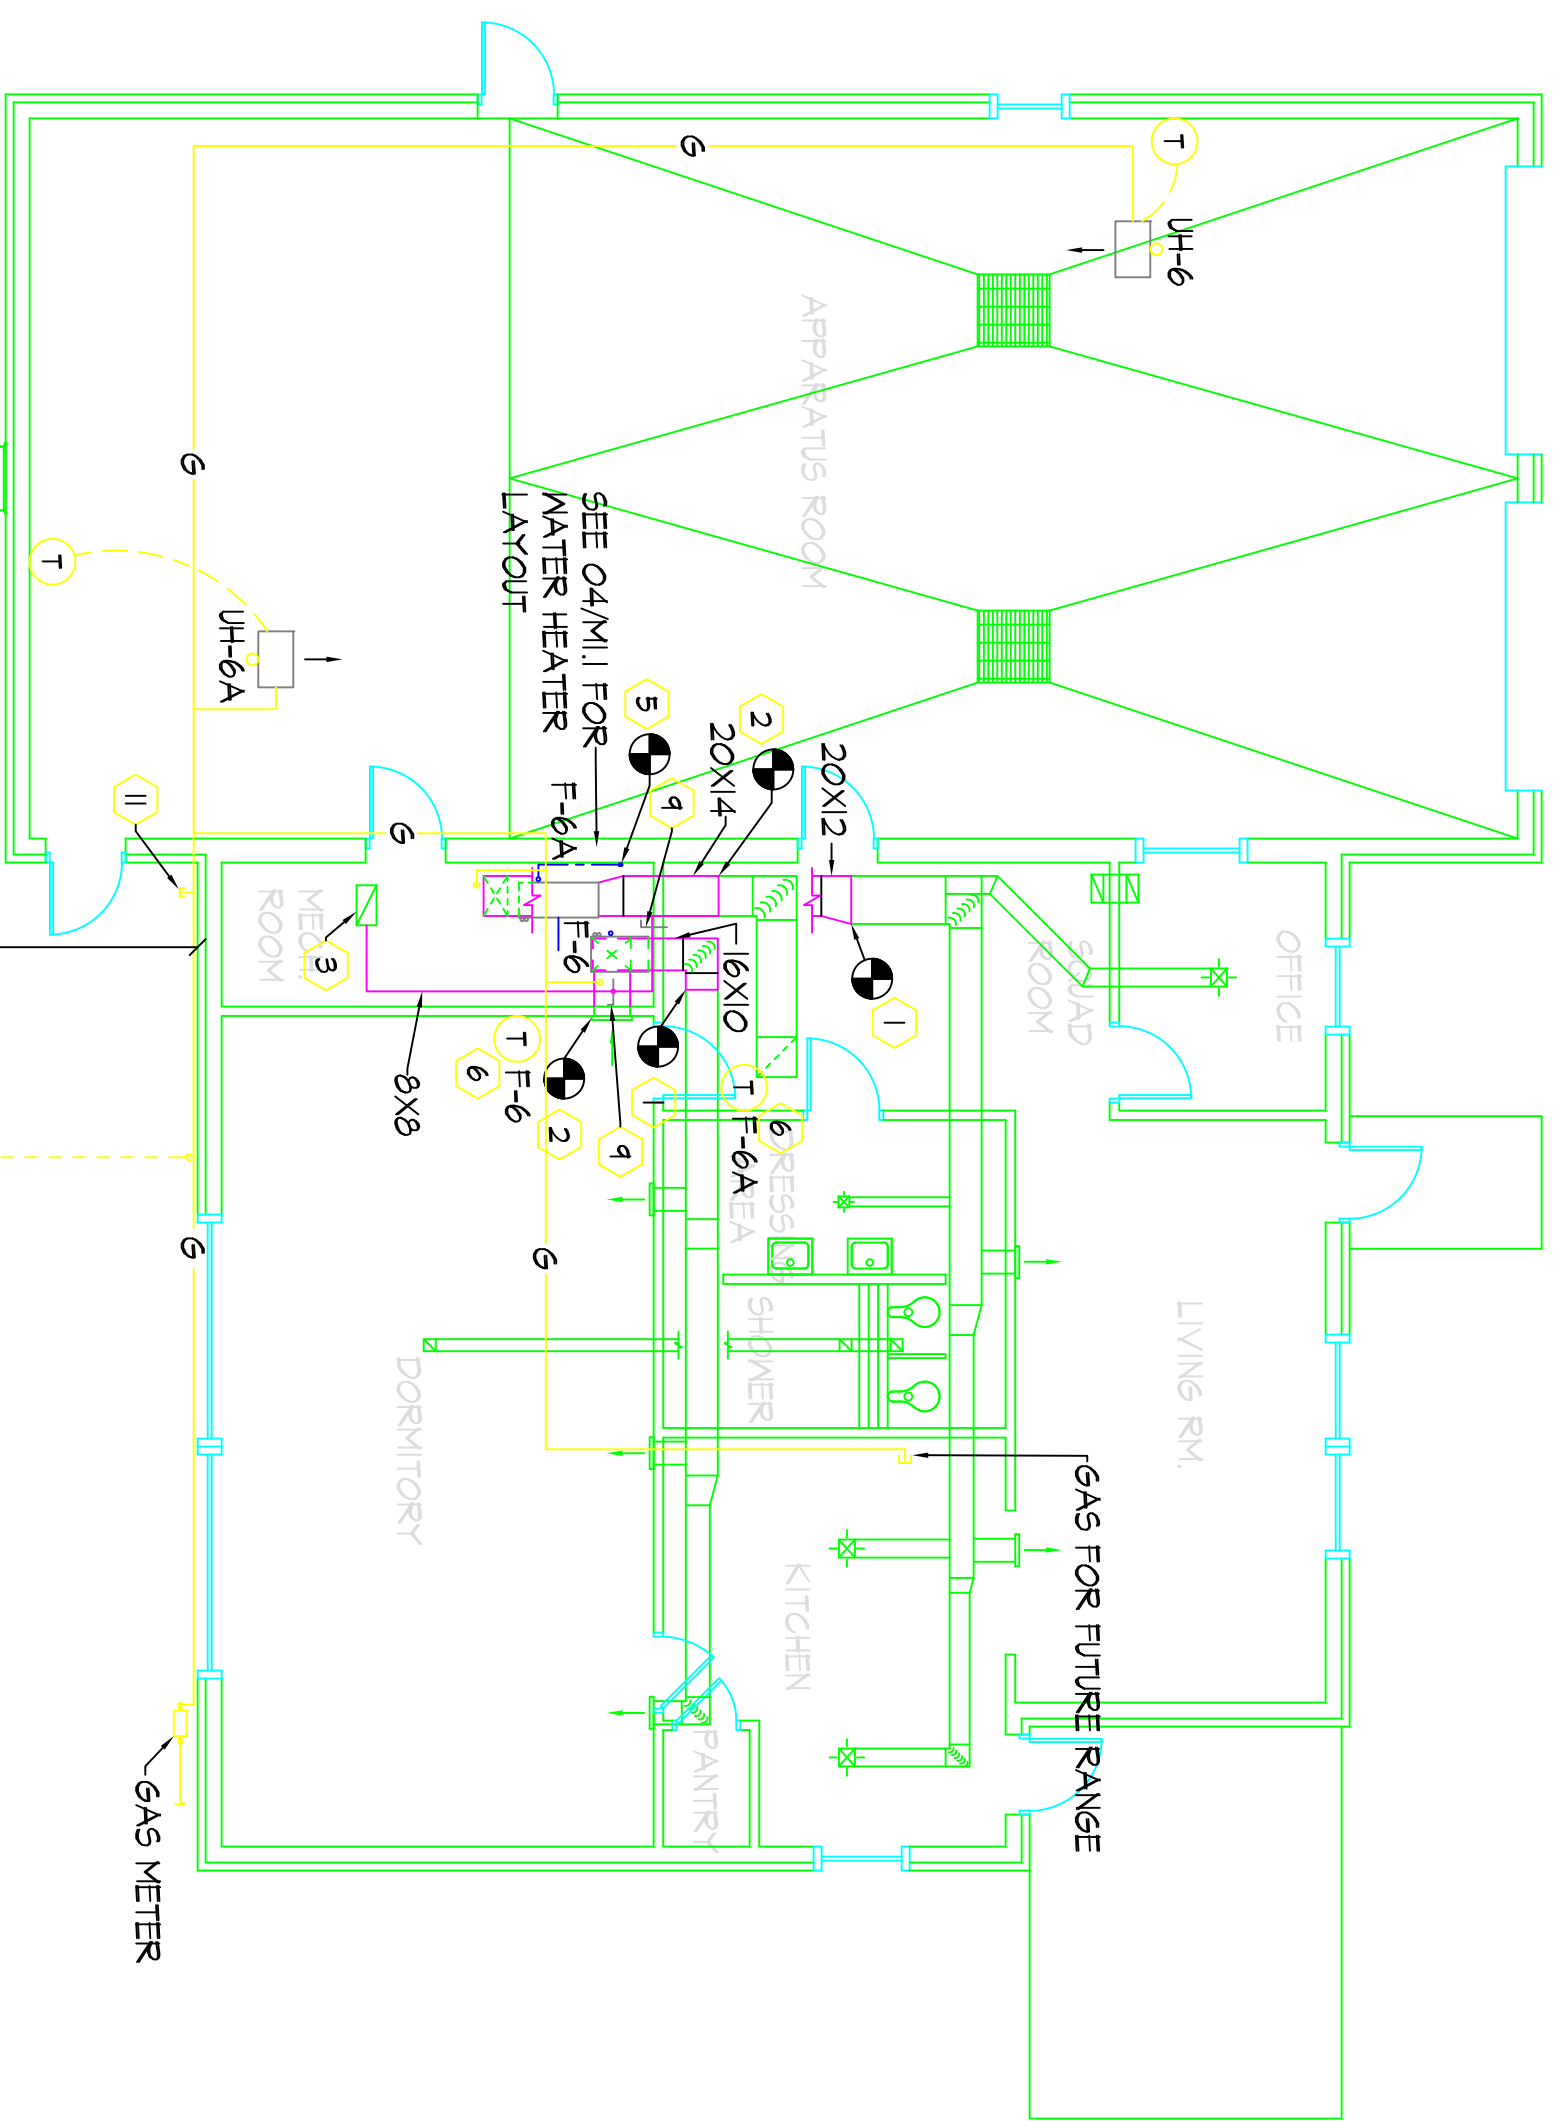 OFFICE
LIVING RM.
UH-6
T
GAS FOR FUTURE RANGE
SQUAD
ROOM
1
20X12
APPARATUS ROOM
KITCHEN
2
20X14
DRESSING
AREA
SHOWER
6
T
F-6A
16X10
PANTRY
G
9
5
1
SEE 04/M1.1 FOR
WATER HEATER
LAYOUT
F-6A
F-6
9
2
T
F-6
6
G
G
8X8
DORMITORY
MECH
ROOM
3
UH-6A
G
G
11
GAS METER
T